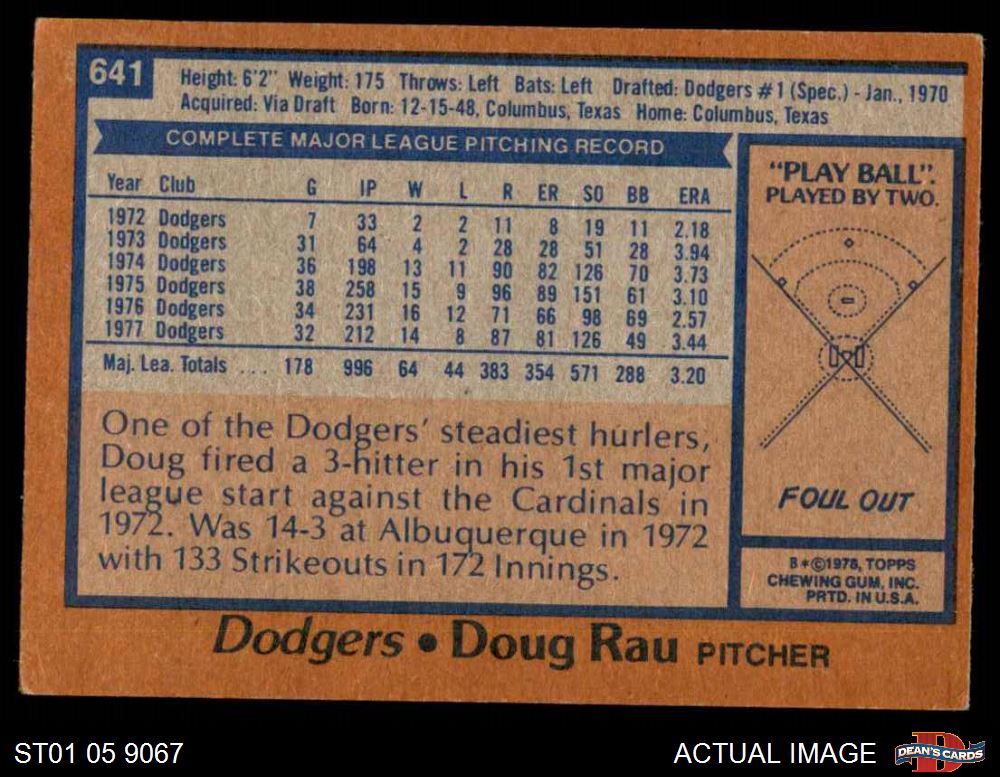 641
Height: 6'2" Weight: 175 Throws: Left Bats: Left Drafted: Dodgers #1 (Spec.) - Jan., 1970
Acquired: Via Draft Born: 12-15-48, Columbus, Texas Home: Columbus, Texas
COMPLETE MAJOR LEAGUE PITCHING RECORD
Year Club G IP W L R ER SO BB ERA
1972 Dodgers 7 33 2 2 11 8 19 11 2.18
1973 Dodgers 31 64 4 2 28 28 51 28 3.94
1974 Dodgers 36 198 13 11 90 82 126 70 3.73
1975 Dodgers 38 258 15 9 96 89 151 61 3.10
1976 Dodgers 34 231 16 12 71 66 98 69 2.57
1977 Dodgers 32 212 14 8 87 81 126 49 3.44
Maj. Lea. Totals ... 178 996 64 44 383 354 571 288 3.20
One of the Dodgers' steadiest hurlers,
Doug fired a 3-hitter in his 1st major
league start against the Cardinals in
1972. Was 14-3 at Albuquerque in 1972
with 133 Strikeouts in 172 Innings.
"PLAY BALL".
PLAYED BY TWO.
FOUL OUT
B*©1978, TOPPS
CHEWING GUM, INC.
PRTD. IN U.S.A.
Dodgers • Doug Rau PITCHER
ST01 05 9067
ACTUAL IMAGE
D
DEAN'S CARDS